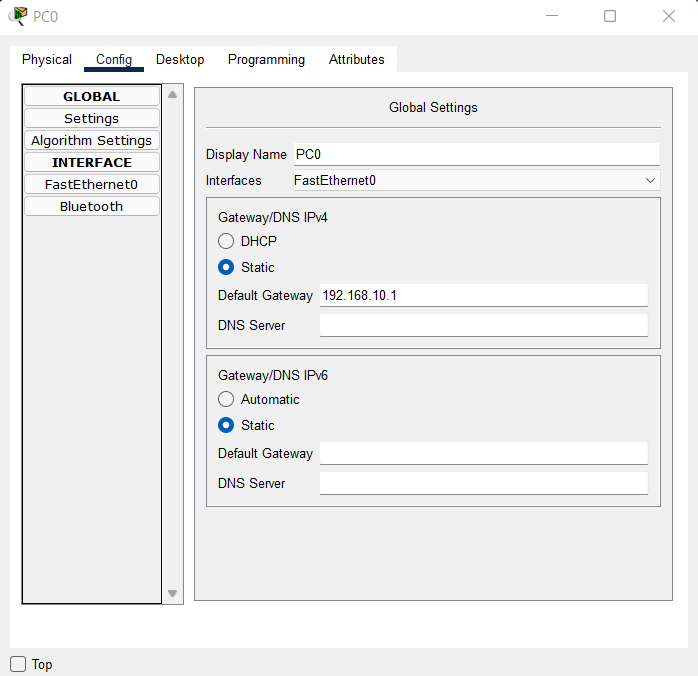 PC0
Physical Config Desktop Programming Attributes
GLOBAL
Settings
Algorithm Settings
INTERFACE
FastEthernet0
Bluetooth
Global Settings
Display Name PC0
Interfaces FastEthernet0
Gateway/DNS IPv4
DHCP
Static
Default Gateway 192.168.10.1
DNS Server
Gateway/DNS IPv6
Automatic
Static
Default Gateway
DNS Server
Top